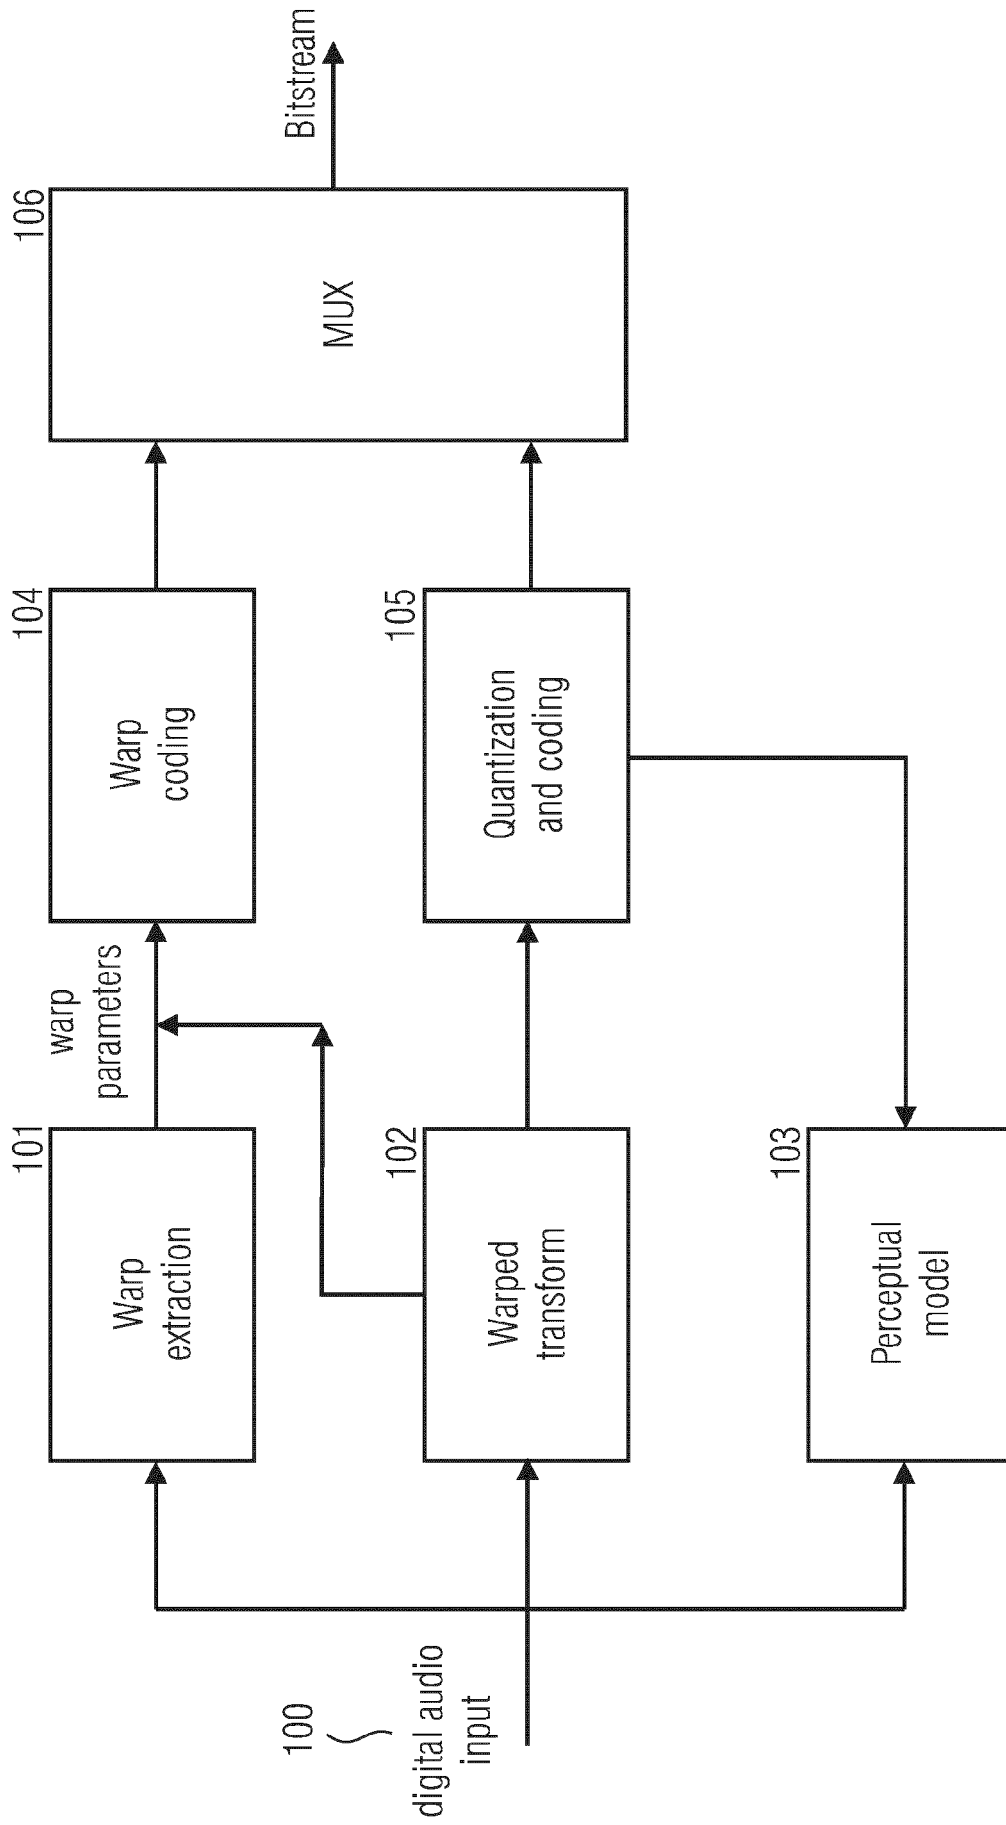 100
digital audio
input
101
Warp
extraction
warp
parameters
104
Warp
coding
106
MUX
Bitstream
102
Warped
transform
105
Quantization
and coding
103
Perceptual
model